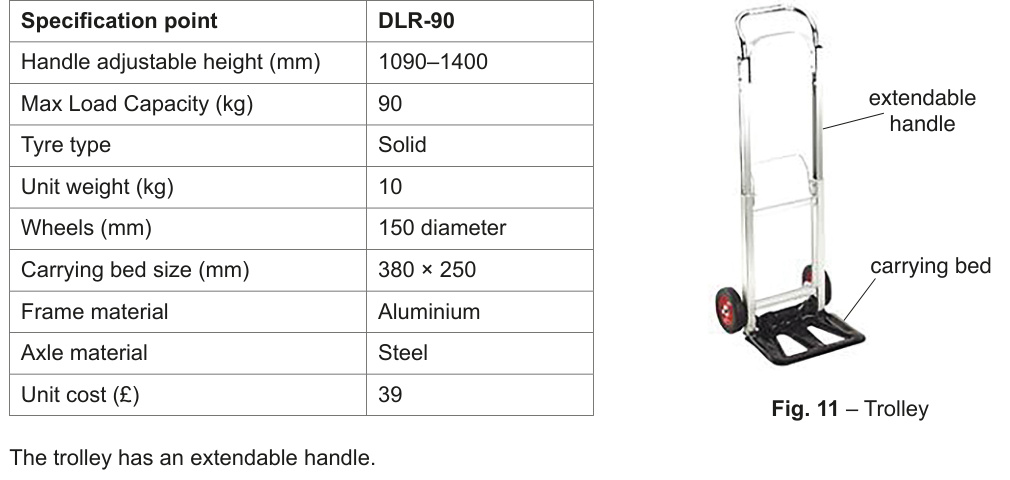 Specification point DLR-90
Handle adjustable height (mm) 1090–1400
Max Load Capacity (kg) 90
Tyre type Solid
Unit weight (kg) 10
Wheels (mm) 150 diameter
Carrying bed size (mm) 380 × 250
Frame material Aluminium
Axle material Steel
Unit cost (£) 39
extendable
handle
carrying bed
Fig. 11 – Trolley
The trolley has an extendable handle.